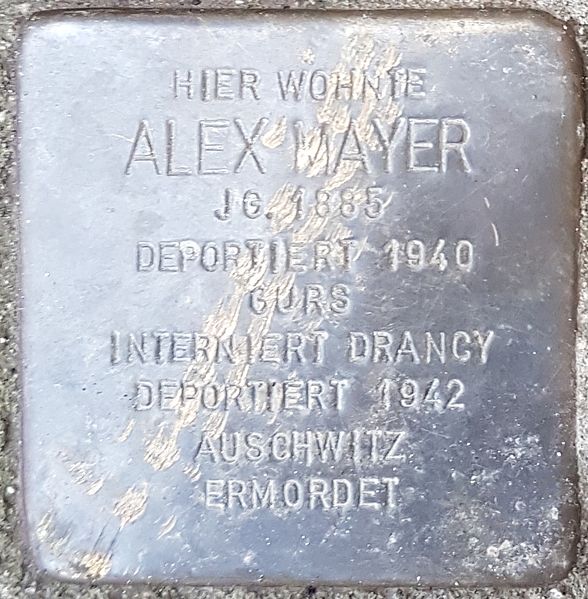 HIER WOHNTE
ALEX MAYER
JG. 1885
DEPORTIERT 1940
GURS
INTERNIERT DRANCY
DEPORTIERT 1942
AUSCHWITZ
ERMORDET